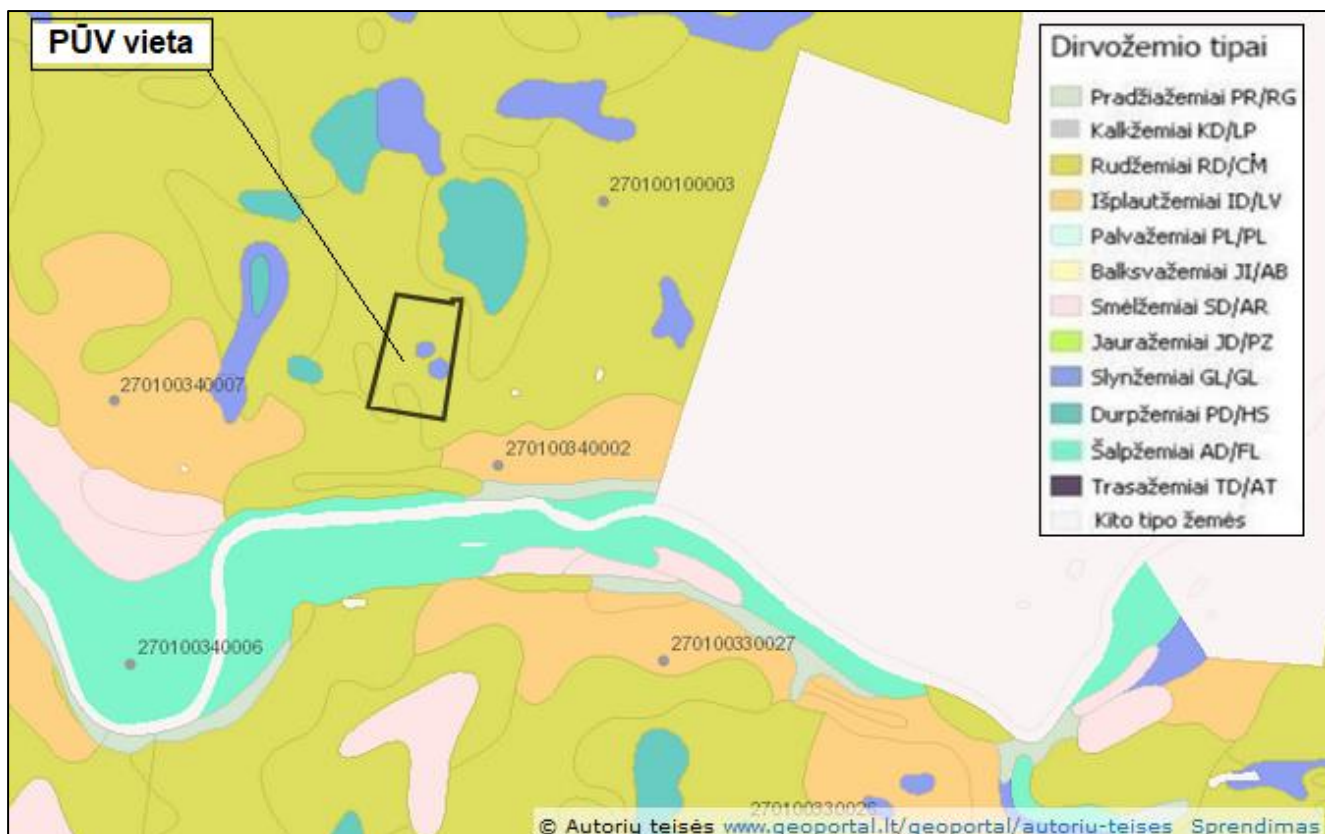 PŪV vieta
Dirvožemio tipai
Pradžiažemiai PR/RG
Kalkžemiai KD/LP
Rudžemiai RD/CM
Išplautžemiai ID/LV
Palvažemiai PL/PL
Balksvažemiai JI/AB
Smėlžemiai SD/AR
Jauražemiai JD/PZ
Slynžemiai GL/GL
Durpžemiai PD/HS
Šalpžemiai AD/FL
Trasažemiai TD/AT
Kito tipo žemės
270100100003
270100340007
270100340002
270100340006
270100330027
270100330026
© Autorių teisės www.geoportal.lt/geoportal/autoriu-teises Sprendimas